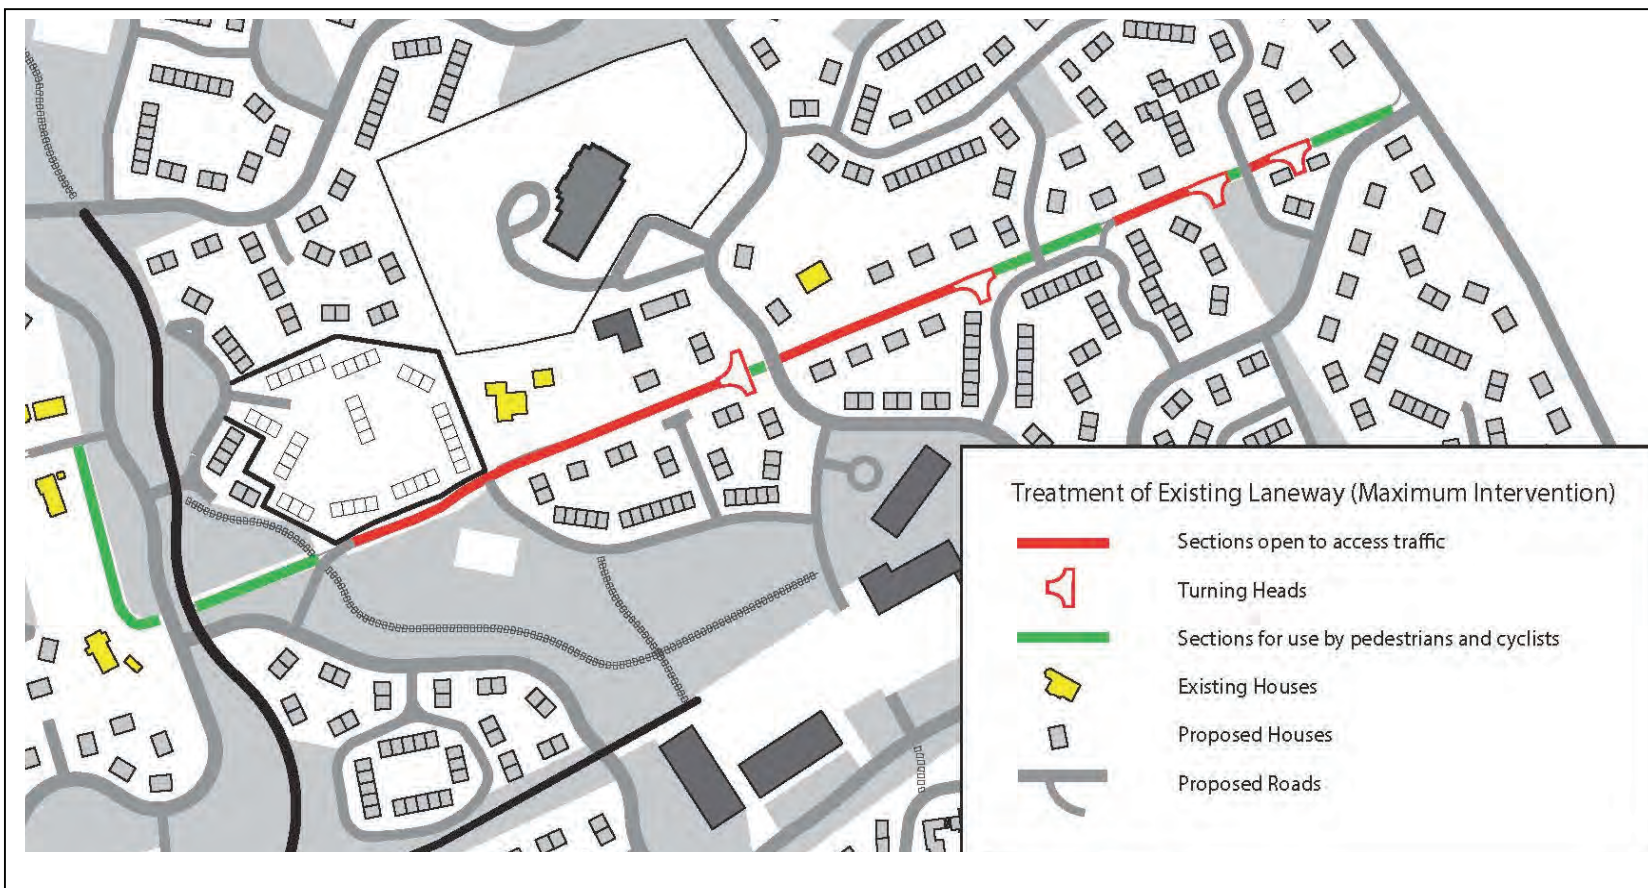 Treatment of Existing Laneway (Maximum Intervention)
Sections open to access traffic
Turning Heads
Sections for use by pedestrians and cyclists
Existing Houses
Proposed Houses
Proposed Roads